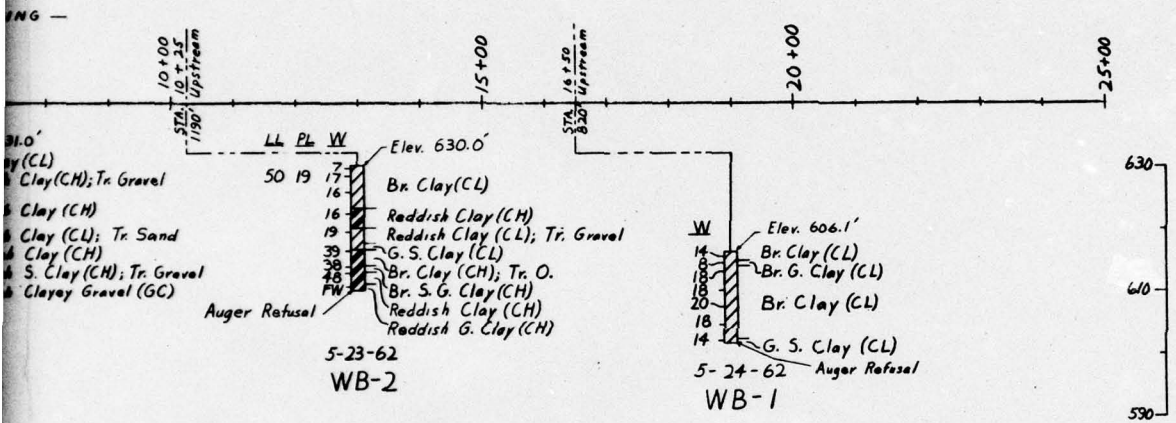 ING —
10+00
STA. 10+25
1190' Upstream
15+00
STA. 16+50
820' Upstream
20+00
25+00
31.0'
ay (CL)
Clay (CH); Tr. Gravel
Clay (CH)
Clay (CL); Tr. Sand
Clay (CH)
S. Clay (CH); Tr. Gravel
Clayey Gravel (GC)
LL PL W
Elev. 630.0'
7
50 19 17
16
Br. Clay (CL)
16 Reddish Clay (CH)
19 Reddish Clay (CL); Tr. Gravel
39 G. S. Clay (CL)
Br. Clay (CH); Tr. O.
48 Br. S. G. Clay (CH)
FW Reddish Clay (CH)
Reddish G. Clay (CH)
Auger Refusal
5-23-62
WB-2
W
Elev. 606.1'
14 Br. Clay (CL)
8 Br. G. Clay (CL)
18
18
20 Br. Clay (CL)
18
14 G. S. Clay (CL)
Auger Refusal
5-24-62
WB-1
630
610
590